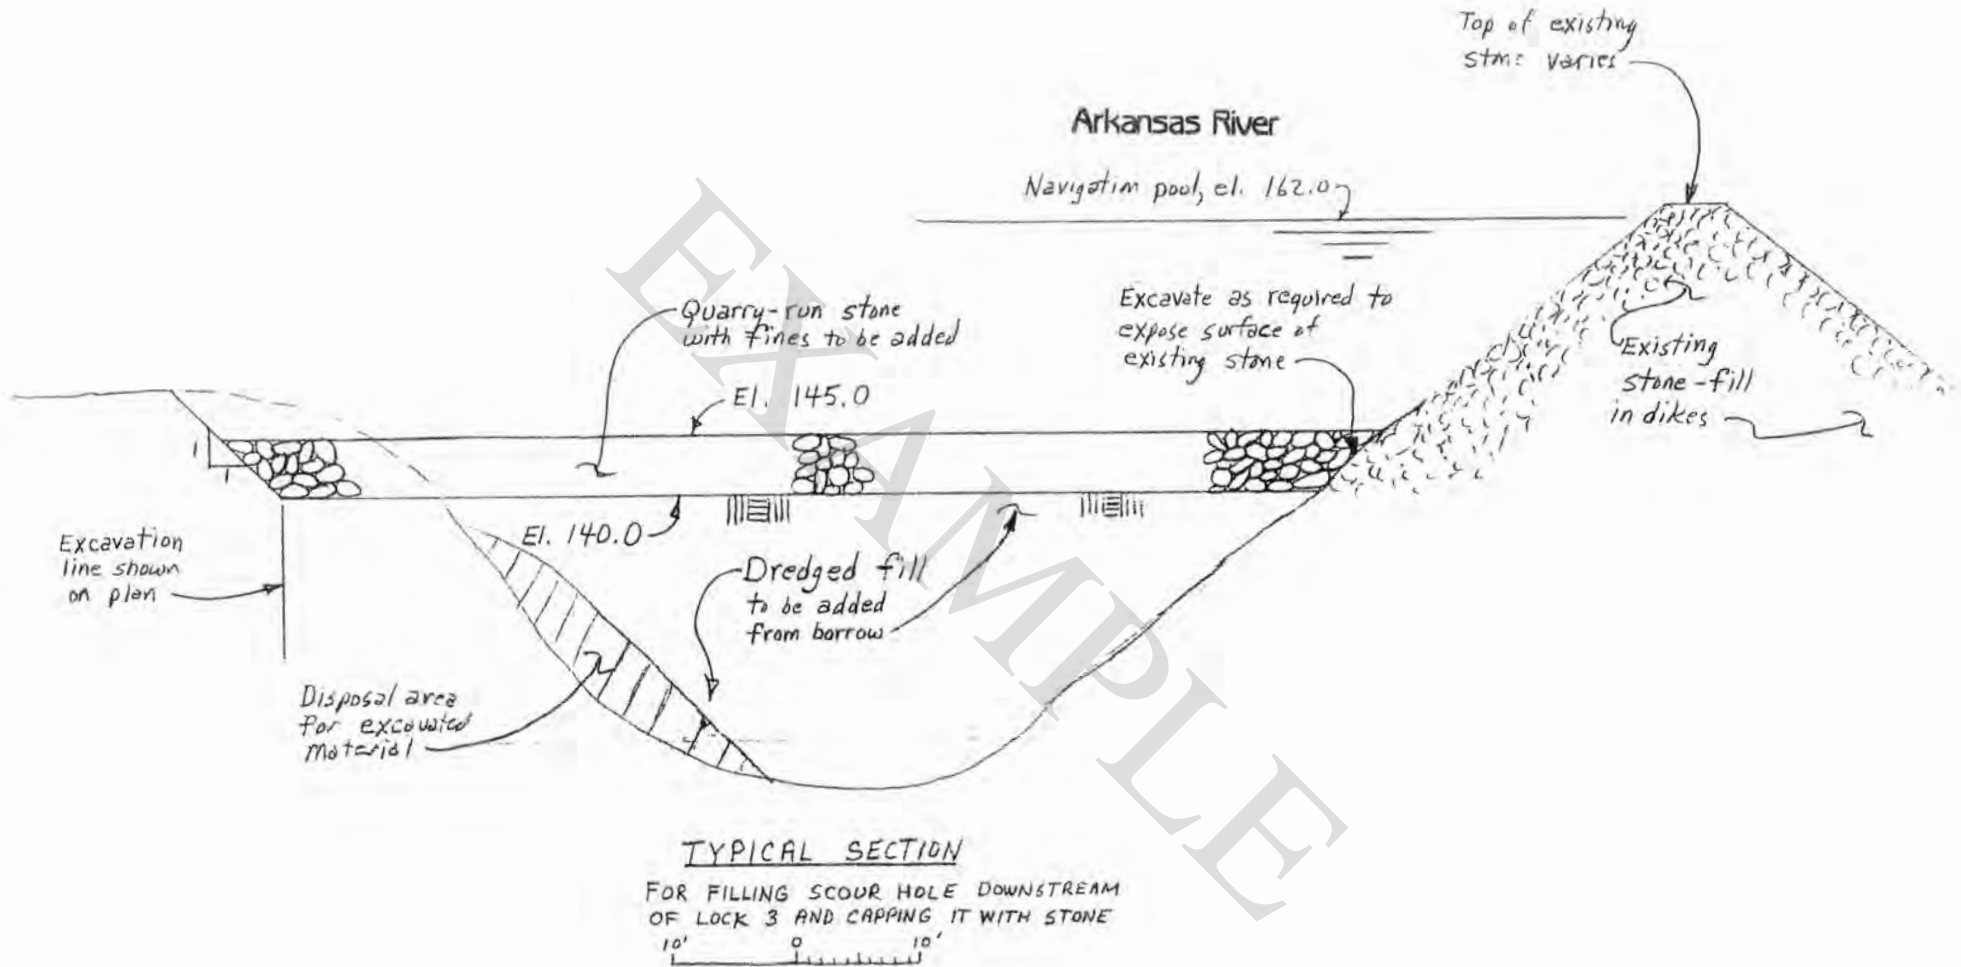 Top of existing
stone varies
Arkansas River
Navigation pool, el. 162.0
Quarry-run stone
with fines to be added
Excavate as required to
expose surface of
existing stone
Existing
stone-fill
in dikes
El. 145.0
1
1
El. 140.0
Excavation
line shown
on plan
Dredged fill
to be added
from borrow
Disposal area
for excavated
material
EXAMPLE
TYPICAL SECTION
FOR FILLING SCOUR HOLE DOWNSTREAM
OF LOCK 3 AND CAPPING IT WITH STONE
10' 0 10'